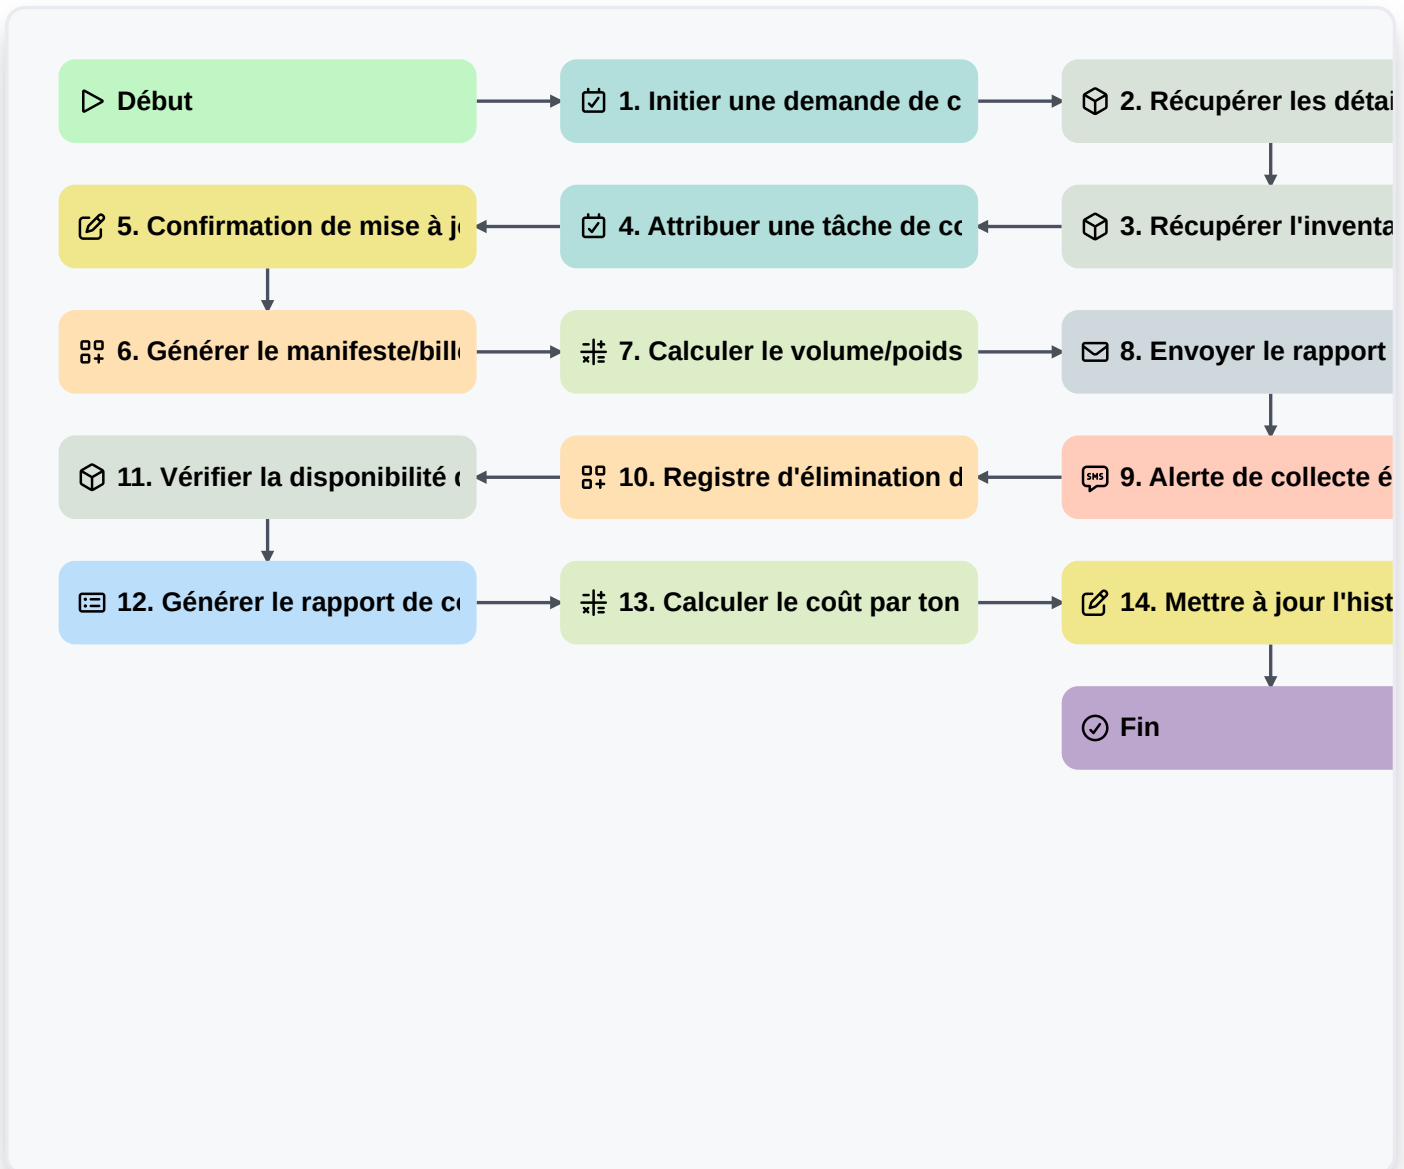 Début
1. Initier une demande de c
2. Récupérer les détai
5. Confirmation de mise à
4. Attribuer une tâche de
3. Récupérer l'inventa
6. Générer le manifeste/bill
7. Calculer le volume/poids
8. Envoyer le rapport
11. Vérifier la disponibilité
10. Registre d'élimination d
9. Alerte de collecte é
SMS
12. Générer le rapport de
13. Calculer le coût par ton
14. Mettre à jour l'hist
Fin